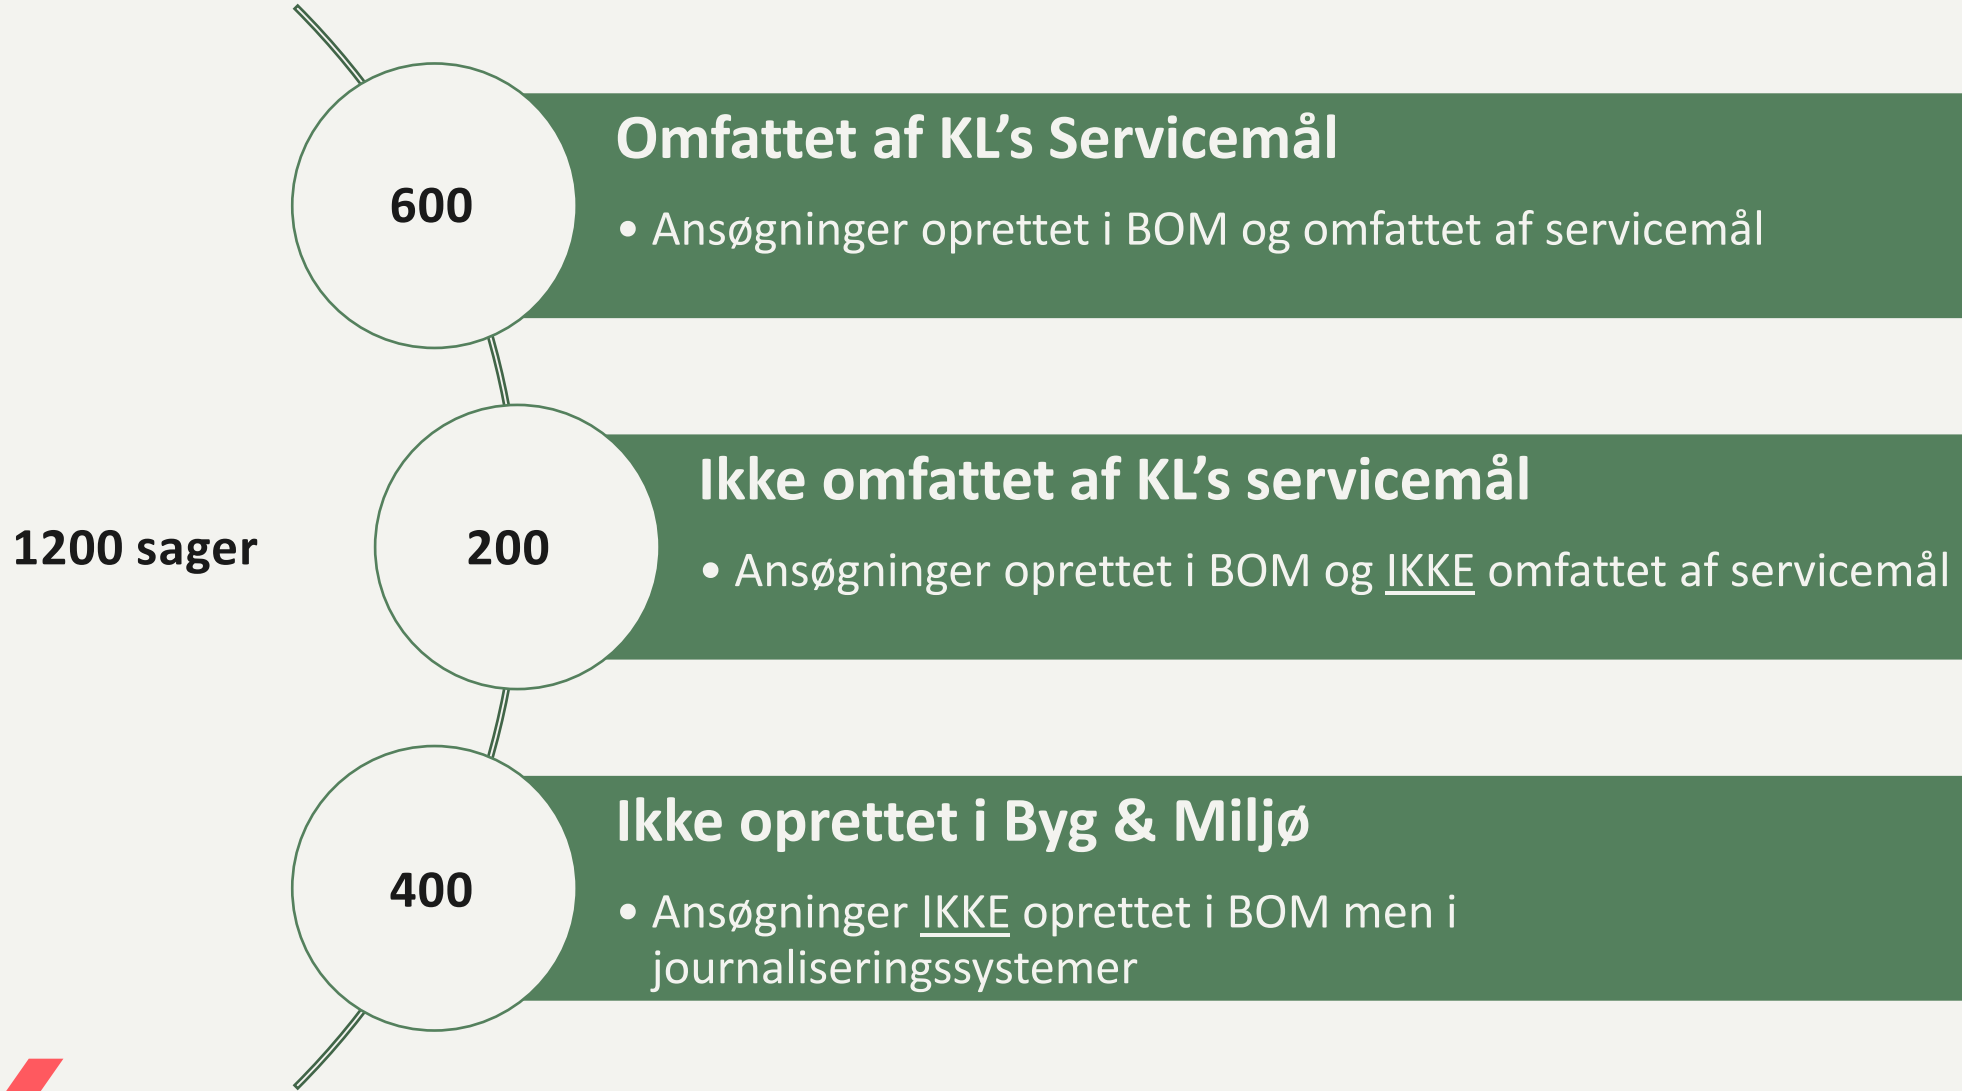 1200 sager
600
Omfattet af KL’s Servicemål
• Ansøgninger oprettet i BOM og omfattet af servicemål
200
Ikke omfattet af KL’s servicemål
• Ansøgninger oprettet i BOM og IKKE omfattet af servicemål
400
Ikke oprettet i Byg & Miljø
• Ansøgninger IKKE oprettet i BOM men i
journaliseringssystemer